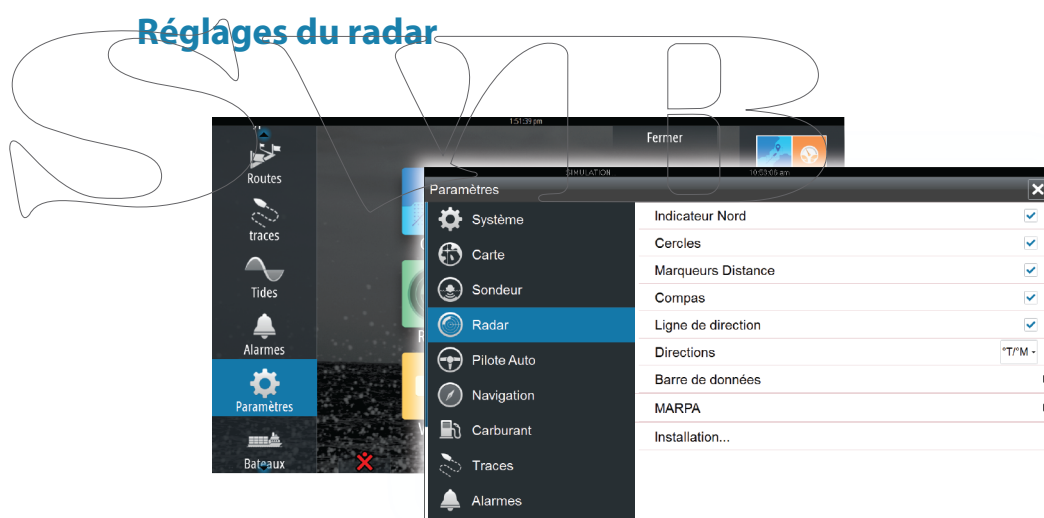 Réglages du radar
SVB
1:51:39 pm
Fermer
Routes
traces
Tides
Alarmes
Paramètres
Bateaux
SIMULATION
10:53:66 am
Paramètres
Système
Carte
Sondeur
Radar
Pilote Auto
Navigation
Carburant
Traces
Alarmes
Indicateur Nord
Cercles
Marqueurs Distance
Compas
Ligne de direction
Directions °T/°M
Barre de données
MARPA
Installation...